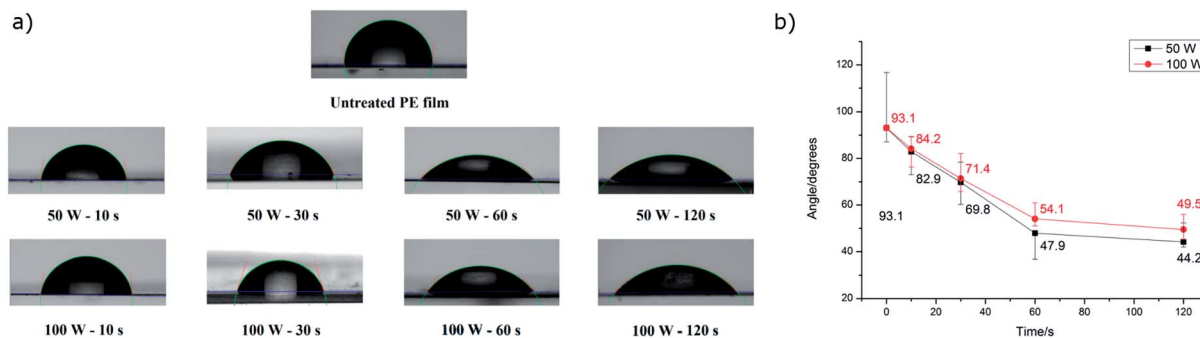 a)
Untreated PE film
50 W - 10 s
50 W - 30 s
50 W - 60 s
50 W - 120 s
100 W - 10 s
100 W - 30 s
100 W - 60 s
100 W - 120 s
b)
50 W
100 W
120
100
80
60
40
20
Angle/degrees
93.1
84.2
82.9
71.4
69.8
54.1
47.9
49.5
44.2
93.1
0
20
40
60
80
100
120
Time/s